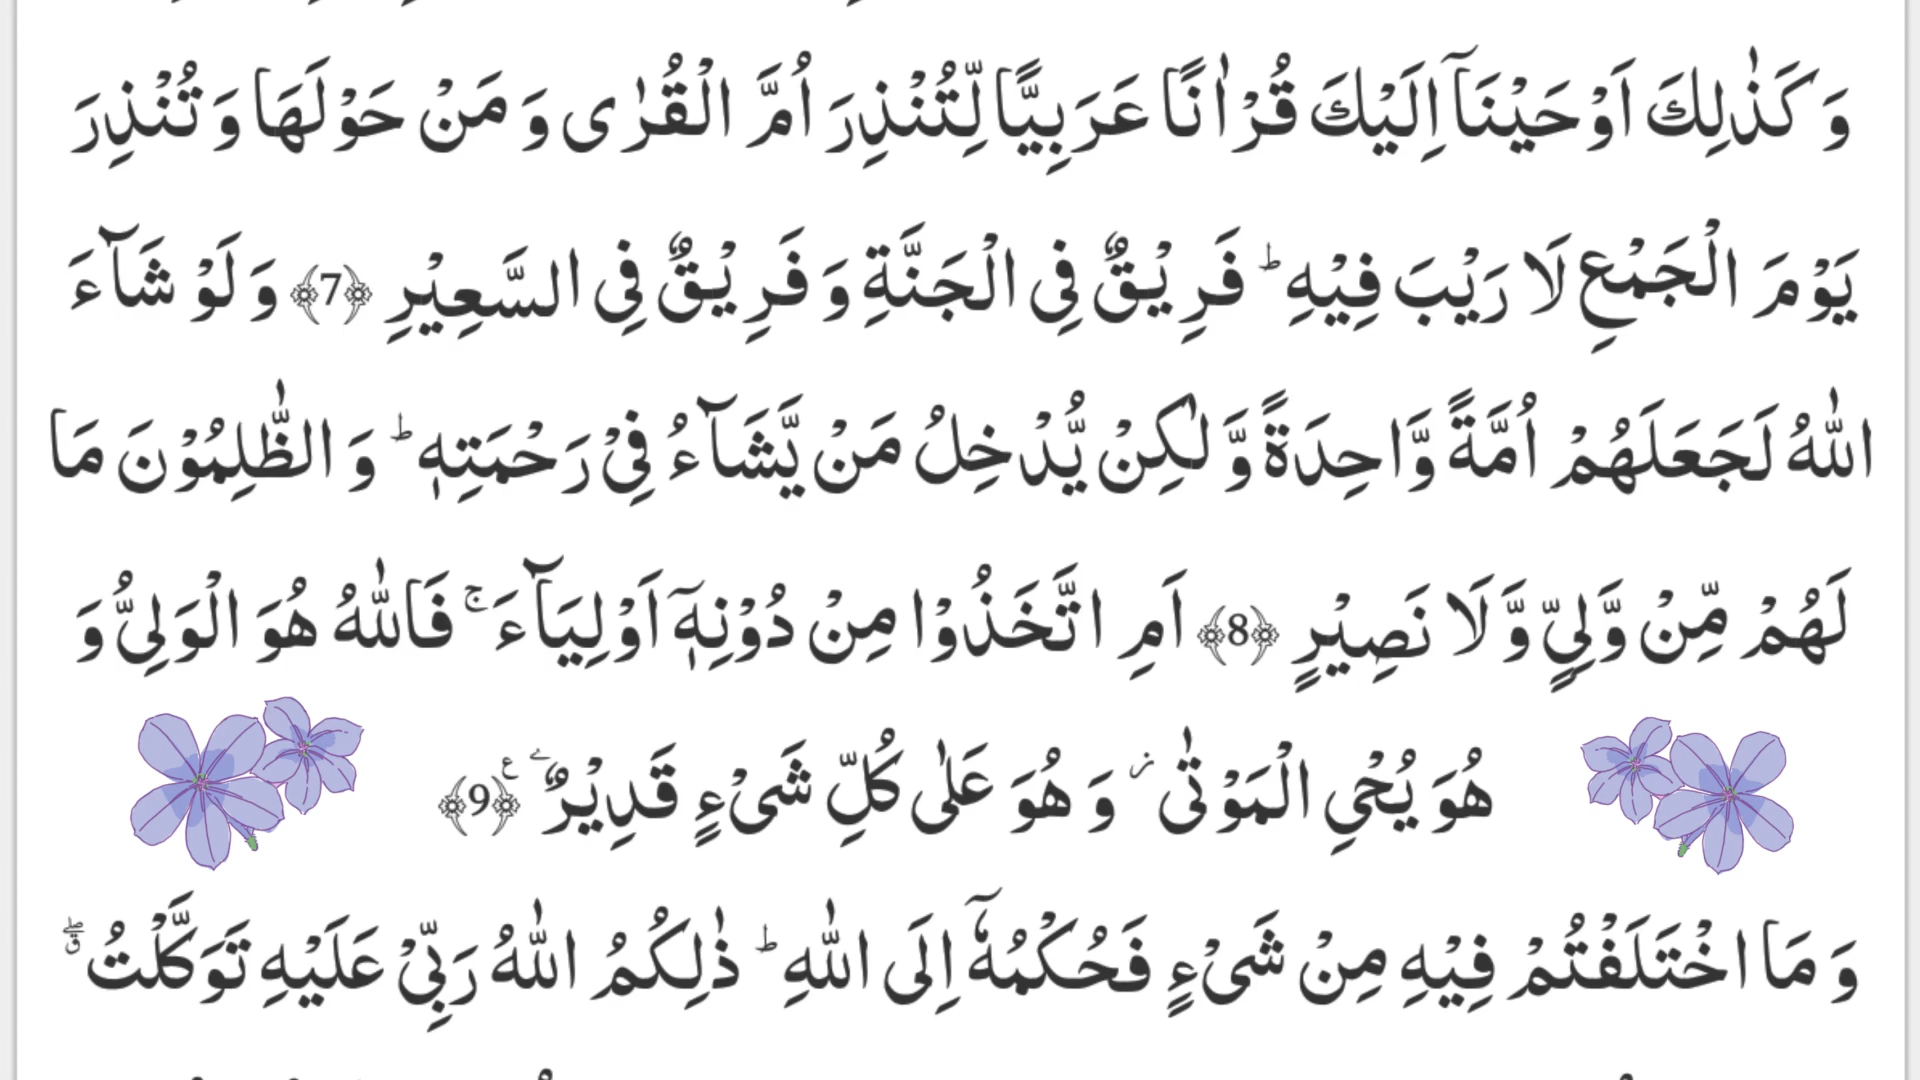 وَ كَذٰلِكَ اَوْحَیْنَاۤ اِلَیْكَ قُرْاٰنًا عَرَبِیًّا لِّتُنْذِرَ اُمَّ الْقُرٰى وَ مَنْ حَوْلَهَا وَ تُنْذِرَ
یَوْمَ الْجَمْعِ لَا رَیْبَ فِیْهِؕ فَرِیْقٌ فِی الْجَنَّةِ وَ فَرِیْقٌ فِی السَّعِیْرِ ﴿7﴾ وَ لَوْ شَآءَ
اللّٰهُ لَجَعَلَهُمْ اُمَّةً وَّاحِدَةً وَّ لٰكِنْ یُّدْخِلُ مَنْ یَّشَآءُ فِیْ رَحْمَتِهٖؕ وَ الظّٰلِمُوْنَ مَا
لَهُمْ مِّنْ وَّلِیٍّ وَّ لَا نَصِیْرٍ ﴿8﴾ اَمِ اتَّخَذُوْا مِنْ دُوْنِهٖۤ اَوْلِیَآءَۚ فَاللّٰهُ هُوَ الْوَلِیُّ وَ
هُوَ یُحْیِ الْمَوْتٰى٘ وَ هُوَ عَلٰى كُلِّ شَیْءٍ قَدِیْرٌ۠ ﴿9﴾
وَ مَا اخْتَلَفْتُمْ فِیْهِ مِنْ شَیْءٍ فَحُكْمُهٗۤ اِلَى اللّٰهِؕ ذٰلِكُمُ اللّٰهُ رَبِّیْ عَلَیْهِ تَوَكَّلْتُ ۖۗ